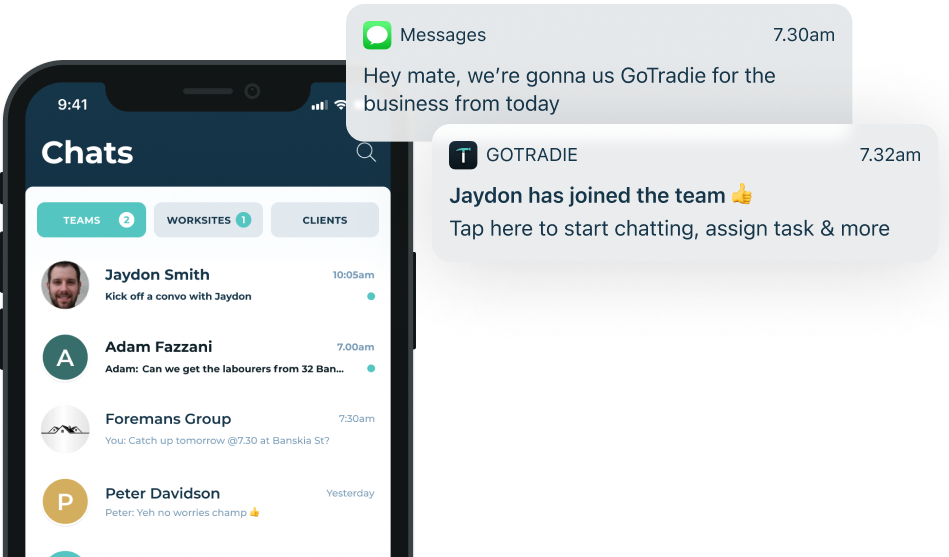 Messages 7.30am
Hey mate, we're gonna us GoTradie for the
business from today
GOTRADIE 7.32am
Jaydon has joined the team 👍
Tap here to start chatting, assign task & more
9:41
Chats
TEAMS 2 WORKSITES 1 CLIENTS
Jaydon Smith 10:05am
Kick off a convo with Jaydon
A Adam Fazzani 7.00am
Adam: Can we get the labourers from 32 Ban...
Foremans Group 7:30am
You: Catch up tomorrow @7.30 at Banskia St?
P Peter Davidson Yesterday
Peter: Yeh no worries champ 👍